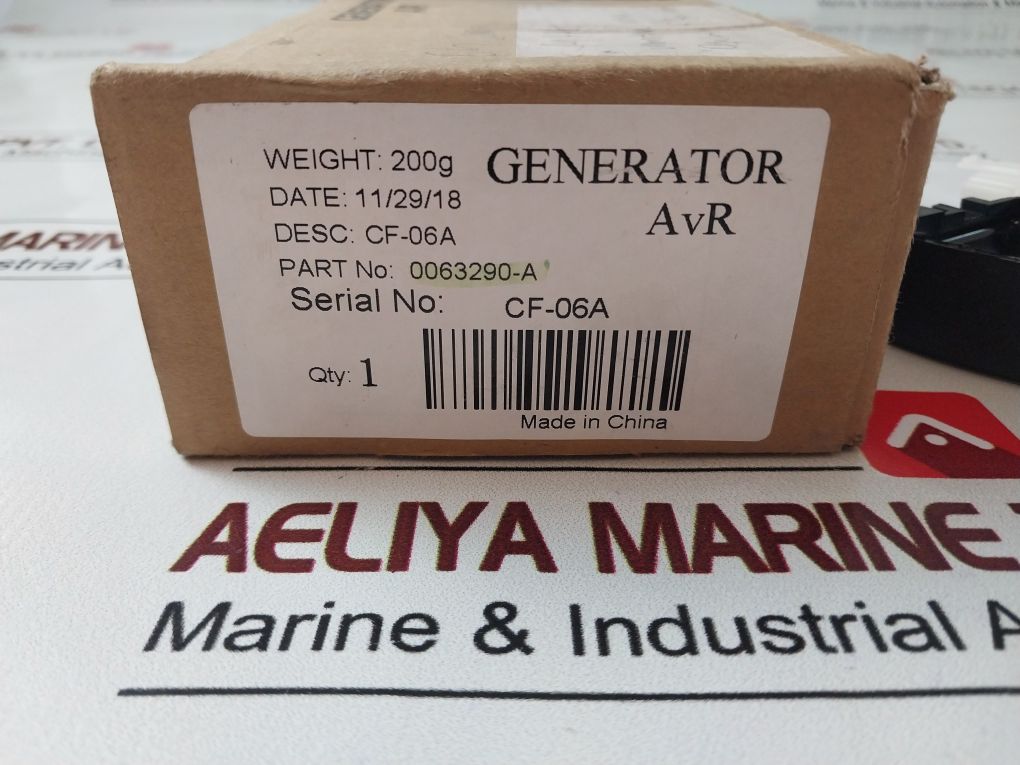 WEIGHT: 200g GENERATOR
DATE: 11/29/18 AvR
DESC: CF-06A
PART No: 0063290-A
Serial No: CF-06A
Qty: 1
Made in China
AELIYA MARINE
Marine & Industrial A